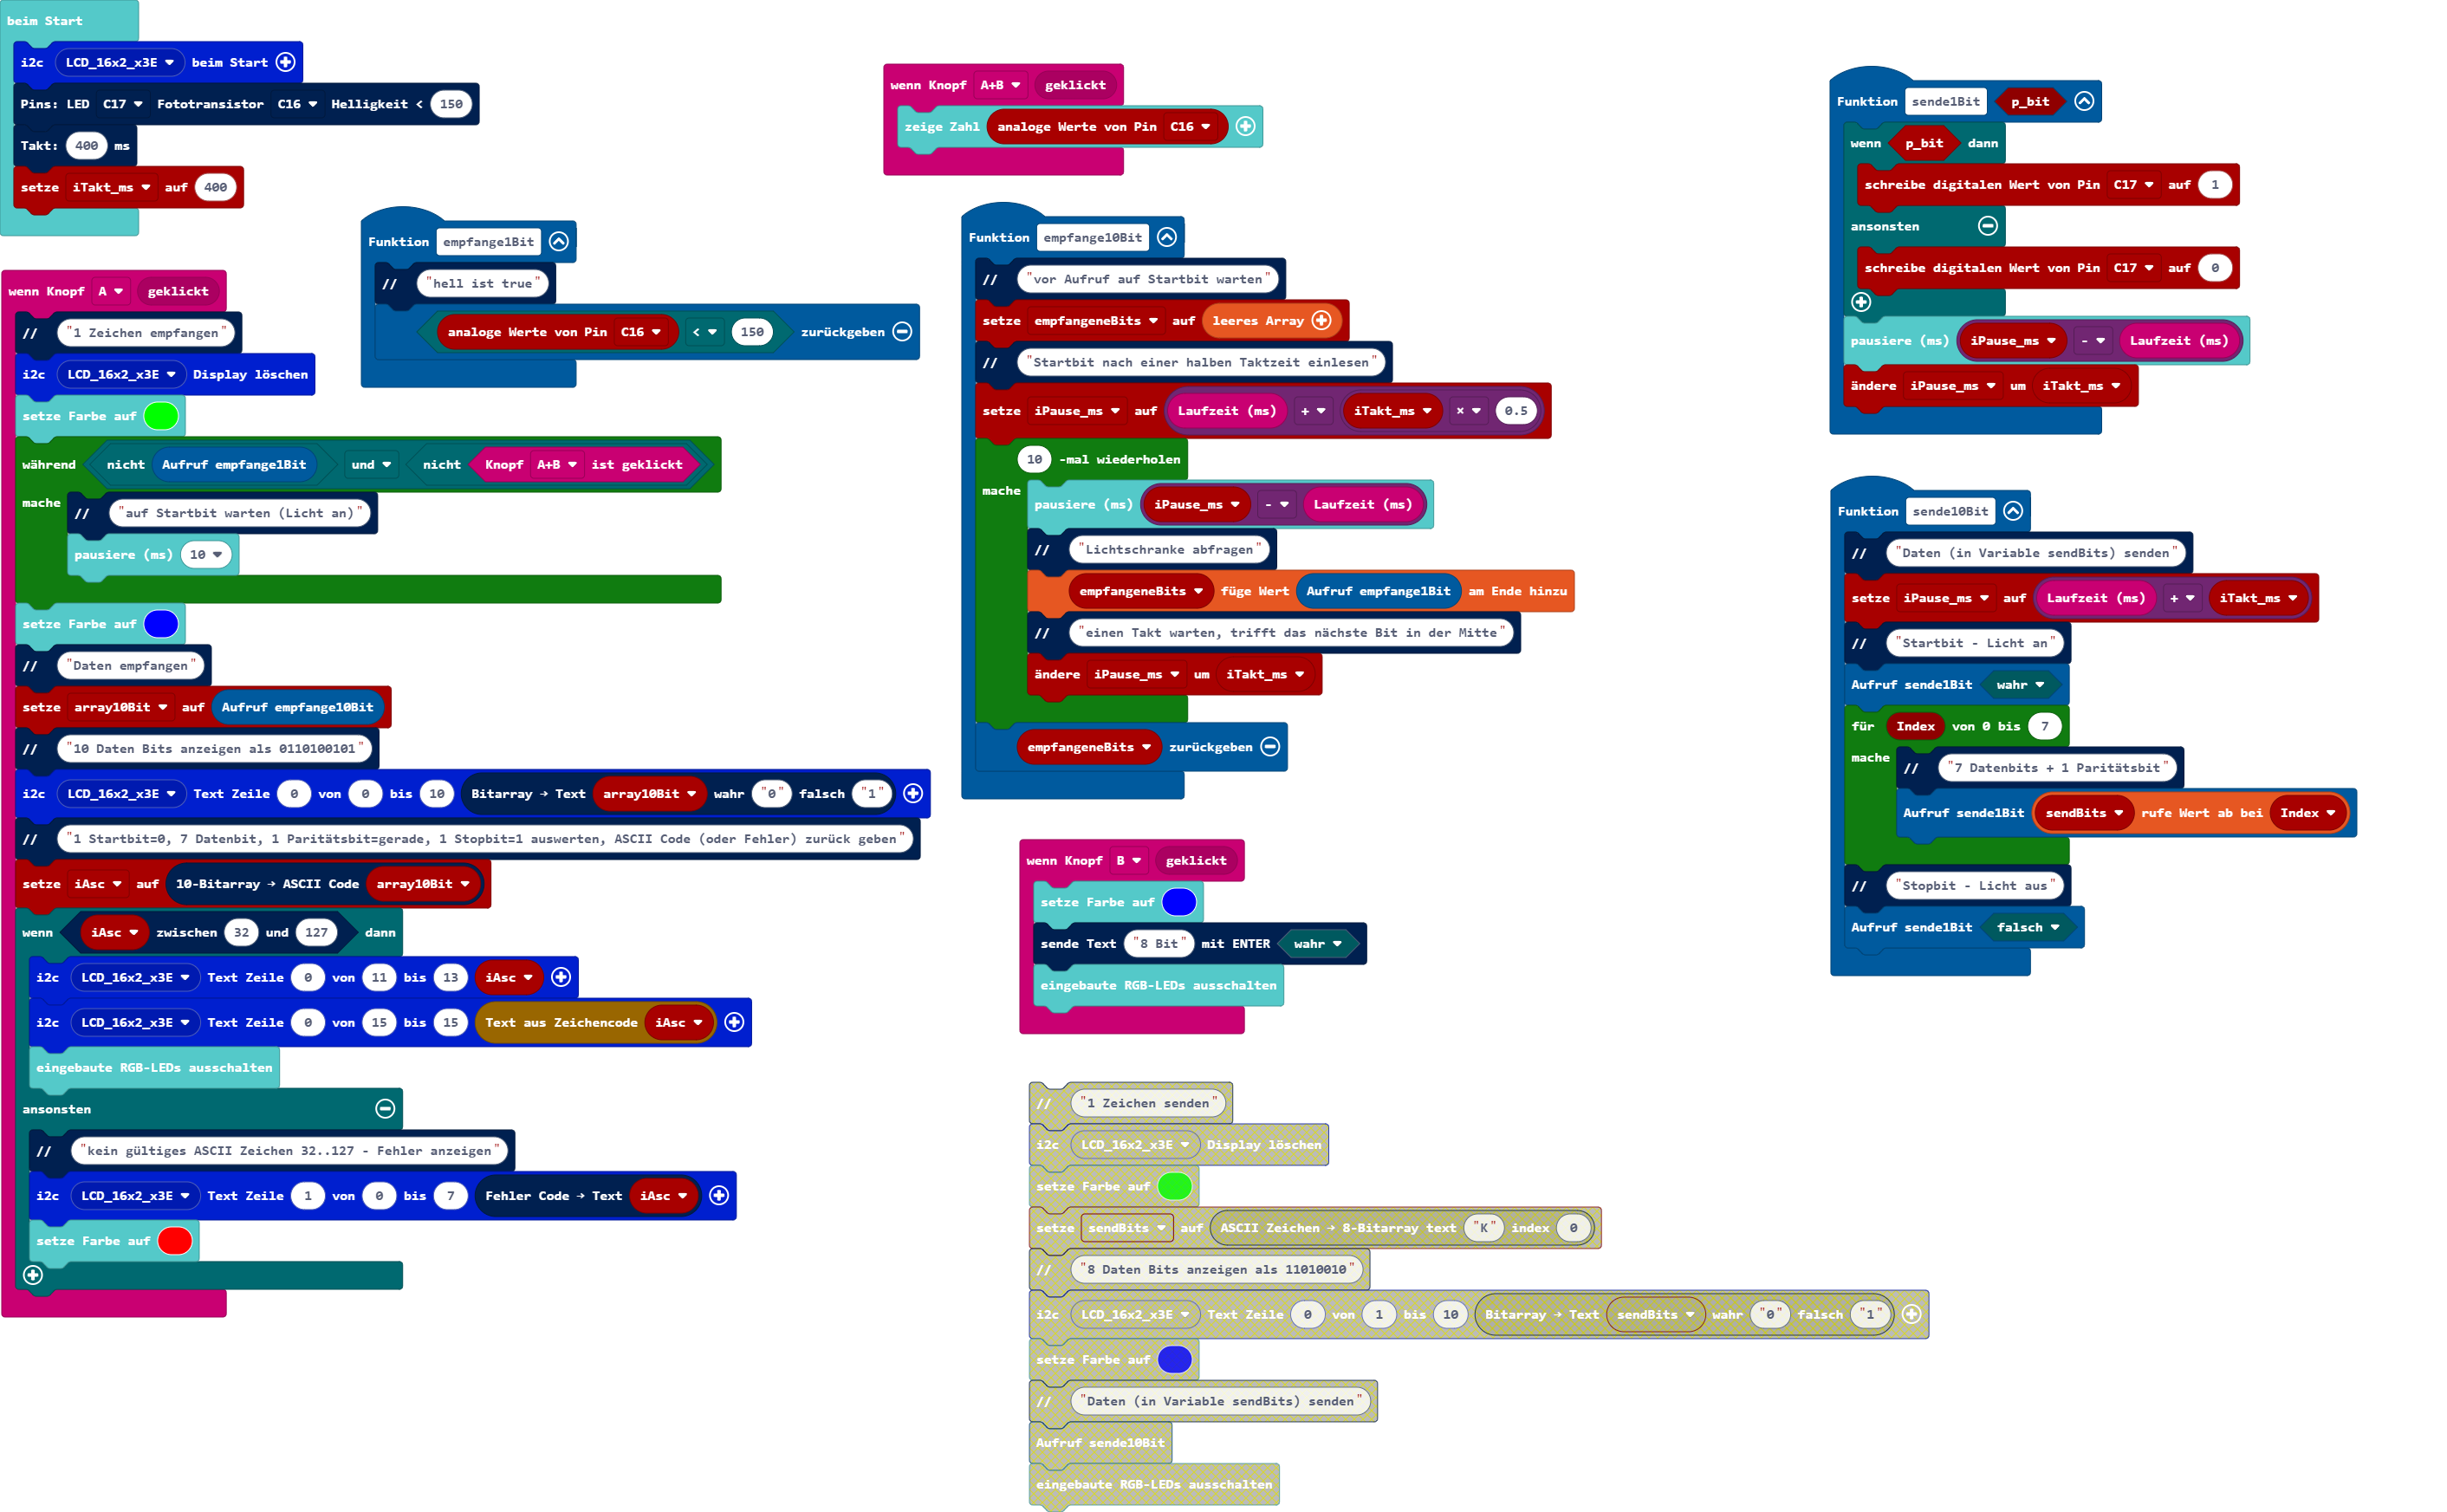 beim Start
i2c LCD_16x2_x3E beim Start
Pins: LED C17 Fototransistor C16 Helligkeit < 150
Takt: 400 ms
setze iTakt_ms auf 400
wenn Knopf A geklickt
// "1 Zeichen empfangen"
i2c LCD_16x2_x3E Display löschen
setze Farbe auf
während nicht Aufruf empfange1Bit und nicht Knopf A+B ist geklickt
mache // "auf Startbit warten (Licht an)"
pausiere (ms) 10
setze Farbe auf
// "Daten empfangen"
setze array10Bit auf Aufruf empfange10Bit
// "10 Daten Bits anzeigen als 0110100101"
i2c LCD_16x2_x3E Text Zeile 0 von 0 bis 10 Bitarray → Text array10Bit wahr "0" falsch "1"
// "1 Startbit=0, 7 Datenbit, 1 Paritätsbit=gerade, 1 Stopbit=1 auswerten, ASCII Code (oder Fehler) zurück geben"
setze iAsc auf 10-Bitarray → ASCII Code array10Bit
wenn iAsc zwischen 32 und 127 dann
i2c LCD_16x2_x3E Text Zeile 0 von 11 bis 13 iAsc
i2c LCD_16x2_x3E Text Zeile 0 von 15 bis 15 Text aus Zeichencode iAsc
eingebaute RGB-LEDs ausschalten
ansonsten
// "kein gültiges ASCII Zeichen 32..127 - Fehler anzeigen"
i2c LCD_16x2_x3E Text Zeile 1 von 0 bis 7 Fehler Code → Text iAsc
setze Farbe auf
Funktion empfange1Bit
// "hell ist true"
analoge Werte von Pin C16 < 150 zurückgeben
wenn Knopf A+B geklickt
zeige Zahl analoge Werte von Pin C16
Funktion empfange10Bit
// "vor Aufruf auf Startbit warten"
setze empfangeneBits auf leeres Array
// "Startbit nach einer halben Taktzeit einlesen"
setze iPause_ms auf Laufzeit (ms) + iTakt_ms × 0.5
10 -mal wiederholen
mache pausiere (ms) iPause_ms - Laufzeit (ms)
// "Lichtschranke abfragen"
empfangeneBits füge Wert Aufruf empfange1Bit am Ende hinzu
// "einen Takt warten, trifft das nächste Bit in der Mitte"
ändere iPause_ms um iTakt_ms
empfangeneBits zurückgeben
wenn Knopf B geklickt
setze Farbe auf
sende Text "8 Bit" mit ENTER wahr
eingebaute RGB-LEDs ausschalten
// "1 Zeichen senden"
i2c LCD_16x2_x3E Display löschen
setze Farbe auf
setze sendBits auf ASCII Zeichen → 8-Bitarray text "K" index 0
// "8 Daten Bits anzeigen als 11010010"
i2c LCD_16x2_x3E Text Zeile 0 von 1 bis 10 Bitarray → Text sendBits wahr "0" falsch "1"
setze Farbe auf
// "Daten (in Variable sendBits) senden"
Aufruf sende10Bit
eingebaute RGB-LEDs ausschalten
Funktion sende1Bit p_bit
wenn p_bit dann
schreibe digitalen Wert von Pin C17 auf 1
ansonsten
schreibe digitalen Wert von Pin C17 auf 0
pausiere (ms) iPause_ms - Laufzeit (ms)
ändere iPause_ms um iTakt_ms
Funktion sende10Bit
// "Daten (in Variable sendBits) senden"
setze iPause_ms auf Laufzeit (ms) + iTakt_ms
// "Startbit - Licht an"
Aufruf sende1Bit wahr
für Index von 0 bis 7
mache // "7 Datenbits + 1 Paritätsbit"
Aufruf sende1Bit sendBits rufe Wert ab bei Index
// "Stopbit - Licht aus"
Aufruf sende1Bit falsch